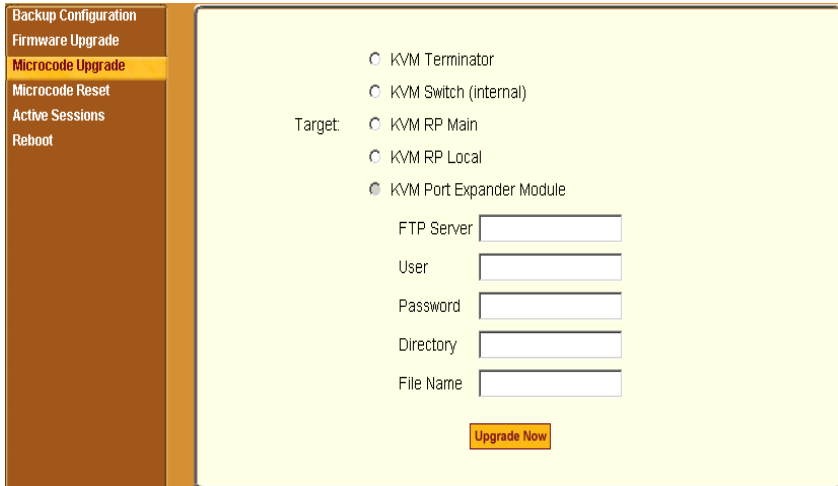 Backup Configuration
Firmware Upgrade
Microcode Upgrade
Microcode Reset
Active Sessions
Reboot
KVM Terminator
KVM Switch (internal)
Target:
KVM RP Main
KVM RP Local
KVM Port Expander Module
FTP Server
User
Password
Directory
File Name
Upgrade Now